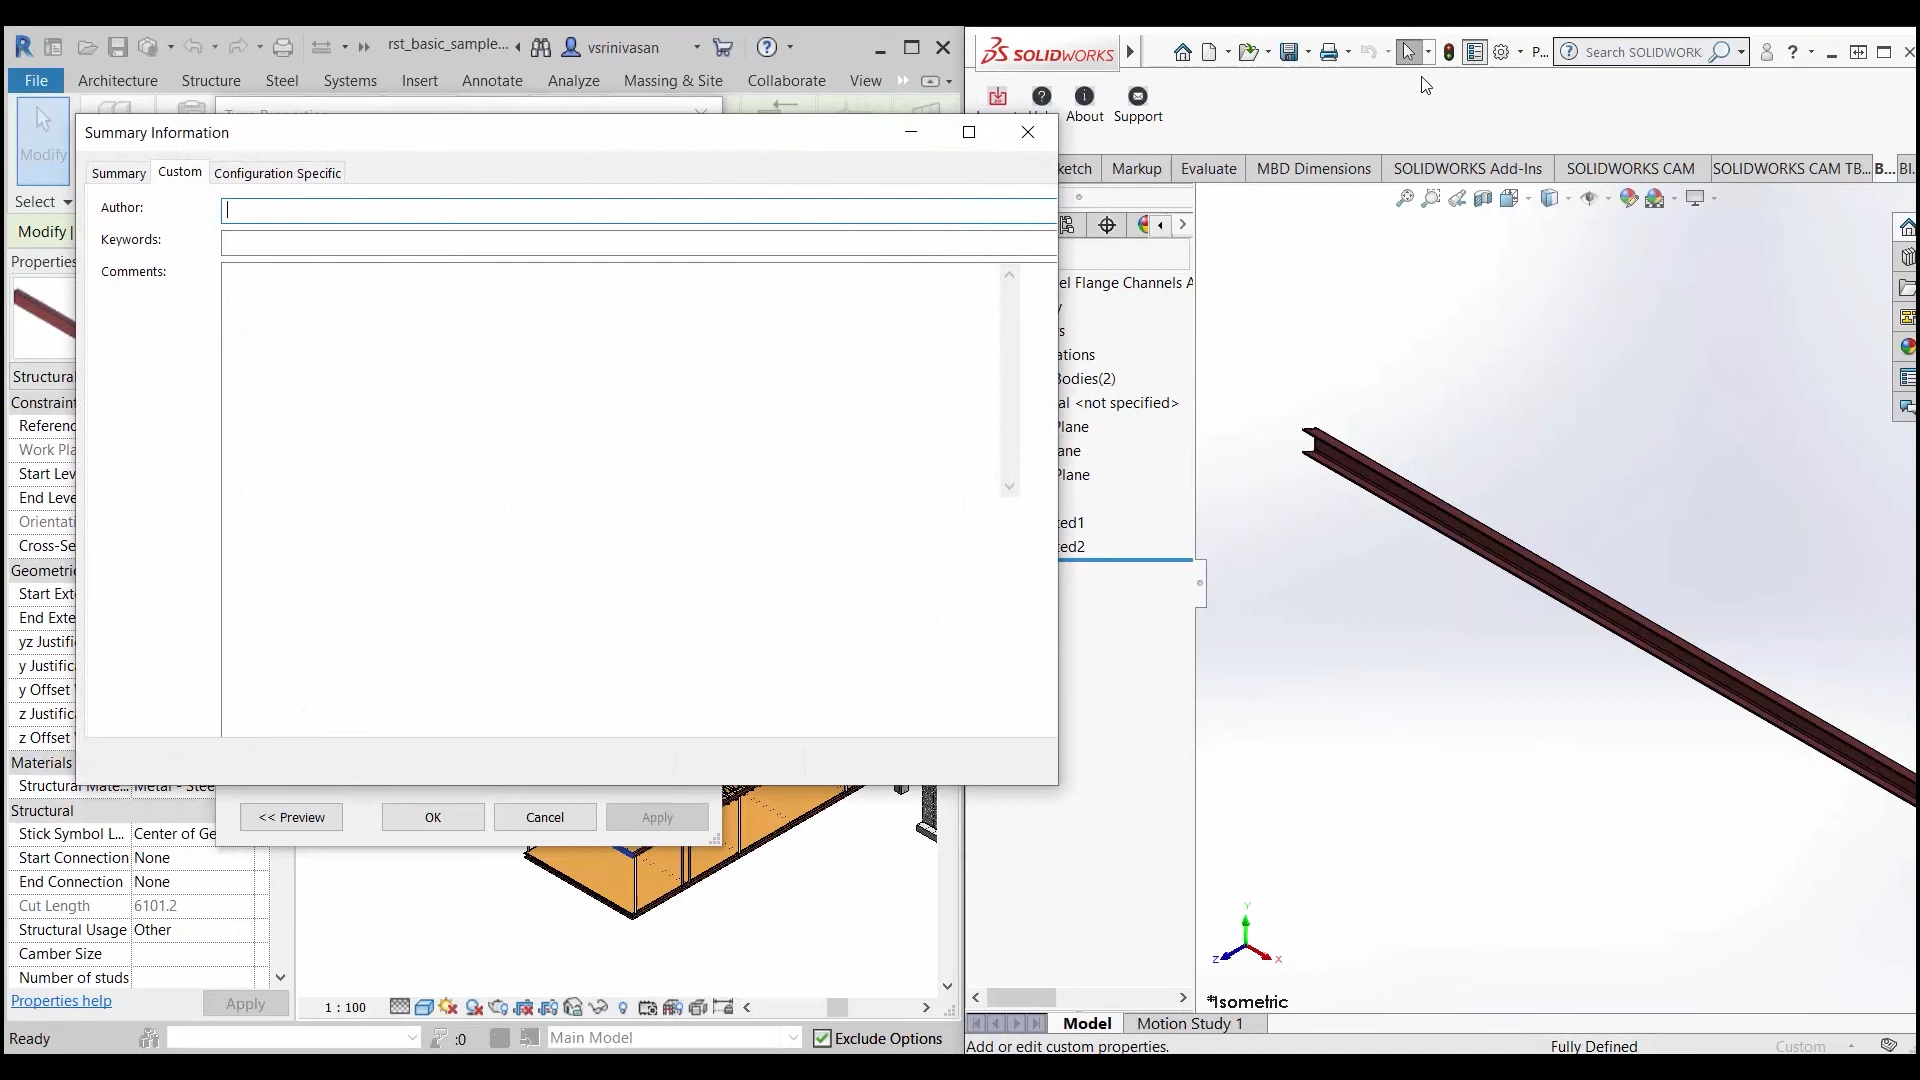 rst_basic_sample...
vsrinivasan
File
Architecture
Structure
Steel
Systems
Insert
Annotate
Analyze
Massing & Site
Collaborate
View
Modify
Select
Modify |
Properties
Structural
Constraint
Referenc
Work Pla
Start Leve
End Leve
Orientati
Cross-Se
Geometric
Start Exte
End Exte
yz Justific
y Justifica
y Offset V
z Justifica
z Offset V
Materials
Structural Mate... Metal - Stee
Structural
Stick Symbol L... Center of Ge
Start Connection None
End Connection None
Cut Length 6101.2
Structural Usage Other
Camber Size
Number of studs
Properties help
Apply
Ready
:0
Main Model
Exclude Options
1 : 100
Summary Information
Summary
Custom
Configuration Specific
Author:
Keywords:
Comments:
<< Preview
OK
Cancel
Apply
SOLIDWORKS
P...
Search SOLIDWORK
About
Support
ketch
Markup
Evaluate
MBD Dimensions
SOLIDWORKS Add-Ins
SOLIDWORKS CAM
SOLIDWORKS CAM TB...
B...
BI
el Flange Channels A
y
s
ations
Bodies(2)
al <not specified>
Plane
ane
Plane
ted1
ted2
Y
Z
X
*Isometric
Model
Motion Study 1
Add or edit custom properties.
Fully Defined
Custom